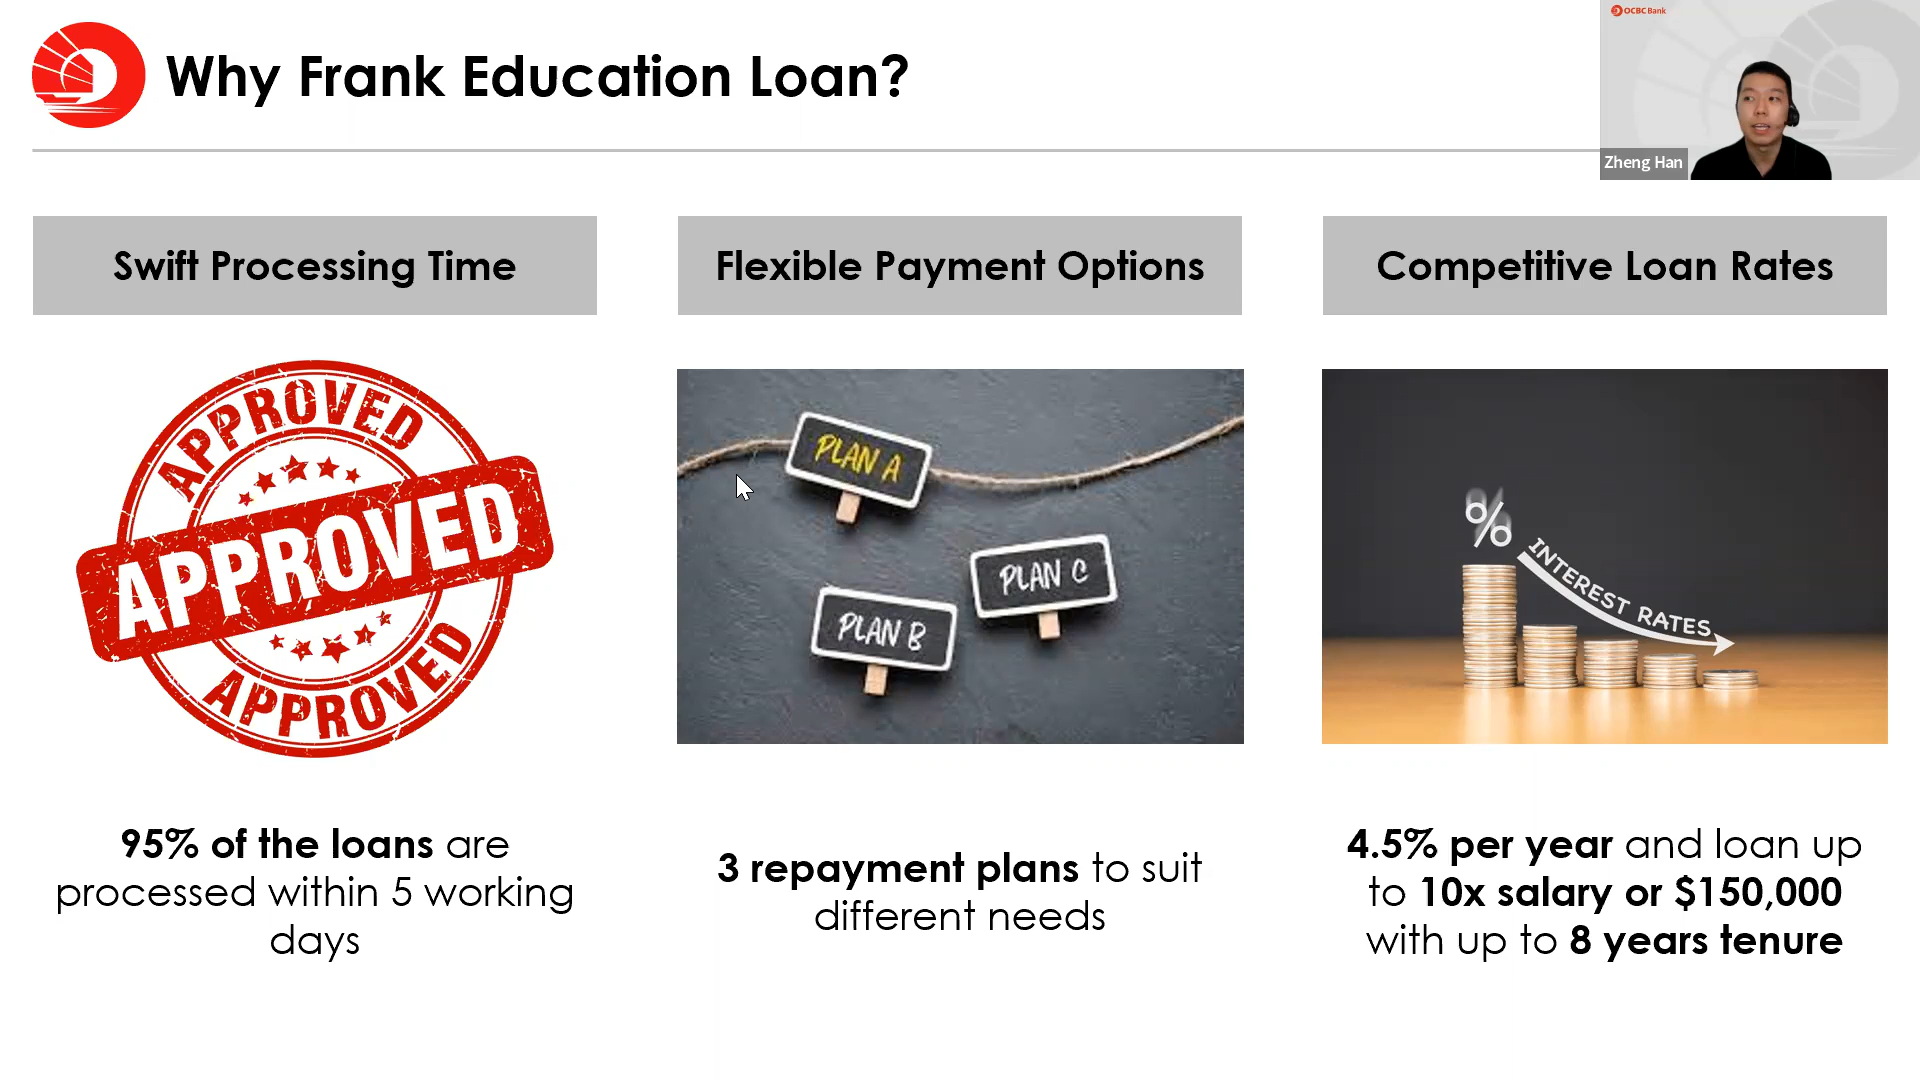 Why Frank Education Loan?
OCBC Bank
Zheng Han
Swift Processing Time
Flexible Payment Options
Competitive Loan Rates
APPROVED
APPROVED
APPROVED
PLAN A
PLAN C
PLAN B
%
INTEREST RATES
95% of the loans are
processed within 5 working
days
3 repayment plans to suit
different needs
4.5% per year and loan up
to 10x salary or $150,000
with up to 8 years tenure